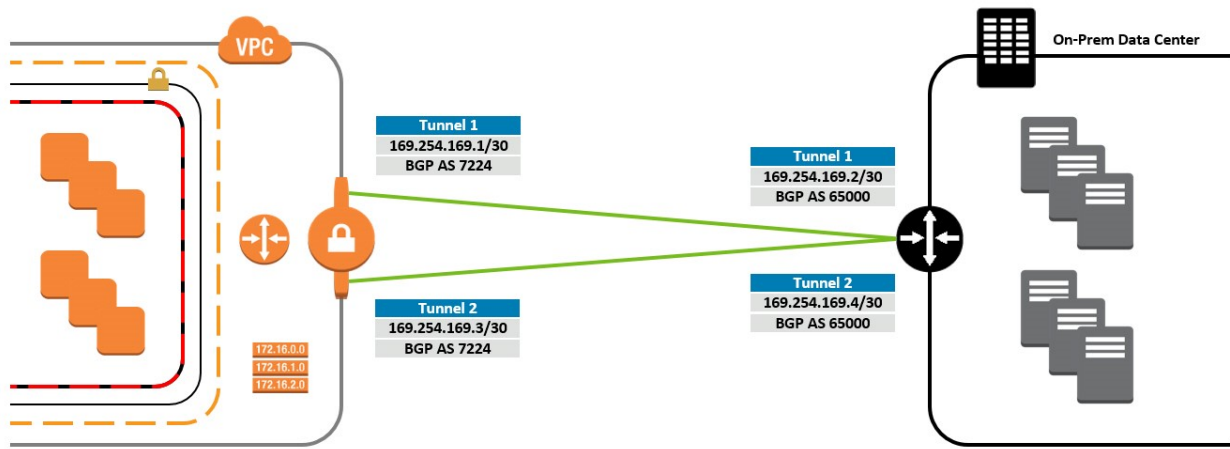 VPC
On-Prem Data Center
Tunnel 1
169.254.169.1/30
BGP AS 7224
Tunnel 1
169.254.169.2/30
BGP AS 65000
Tunnel 2
169.254.169.4/30
BGP AS 65000
Tunnel 2
169.254.169.3/30
BGP AS 7224
172.16.0.0
172.16.1.0
172.16.2.0